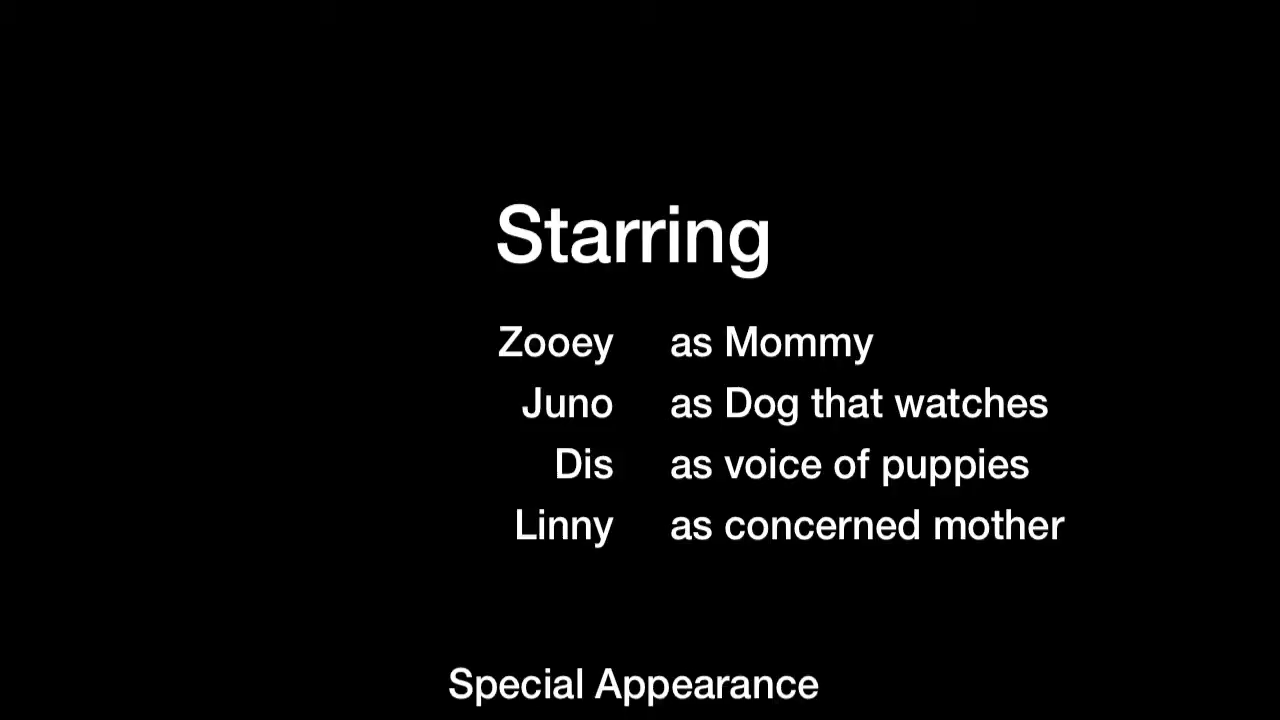 Starring
Zooey as Mommy
Juno as Dog that watches
Dis as voice of puppies
Linny as concerned mother
Special Appearance